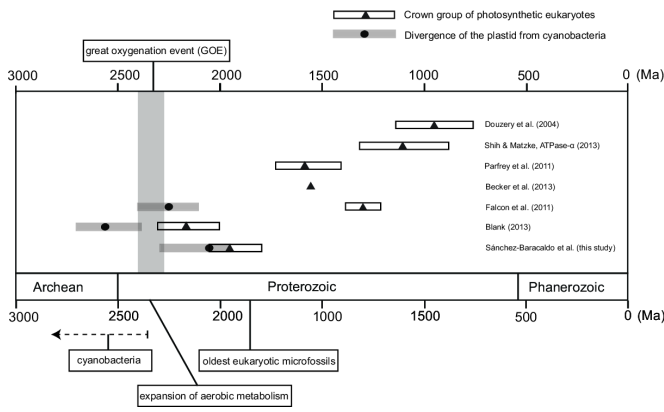 Crown group of photosynthetic eukaryotes
Divergence of the plastid from cyanobacteria
great oxygenation event (GOE)
3000 2500 2000 1500 1000 500 0 (Ma)
Douzery et al. (2004)
Shih & Matzke, ATPase-α (2013)
Parfrey et al. (2011)
Becker et al. (2013)
Falcon et al. (2011)
Blank (2013)
Sánchez-Baracaldo et al. (this study)
Archean Proterozoic Phanerozoic
3000 2500 2000 1000 1500 500 0 (Ma)
cyanobacteria
oldest eukaryotic microfossils
expansion of aerobic metabolism